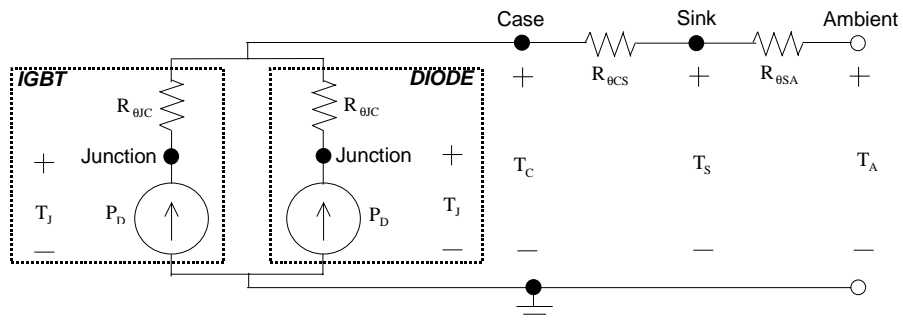 Case
Sink
Ambient
IGBT
DIODE
RθCS
RθSA
RθJC
RθJC
+
+
+
Junction
Junction
+
+
TC
TS
TA
TJ
PD
PD
TJ
—
—
—
—
—